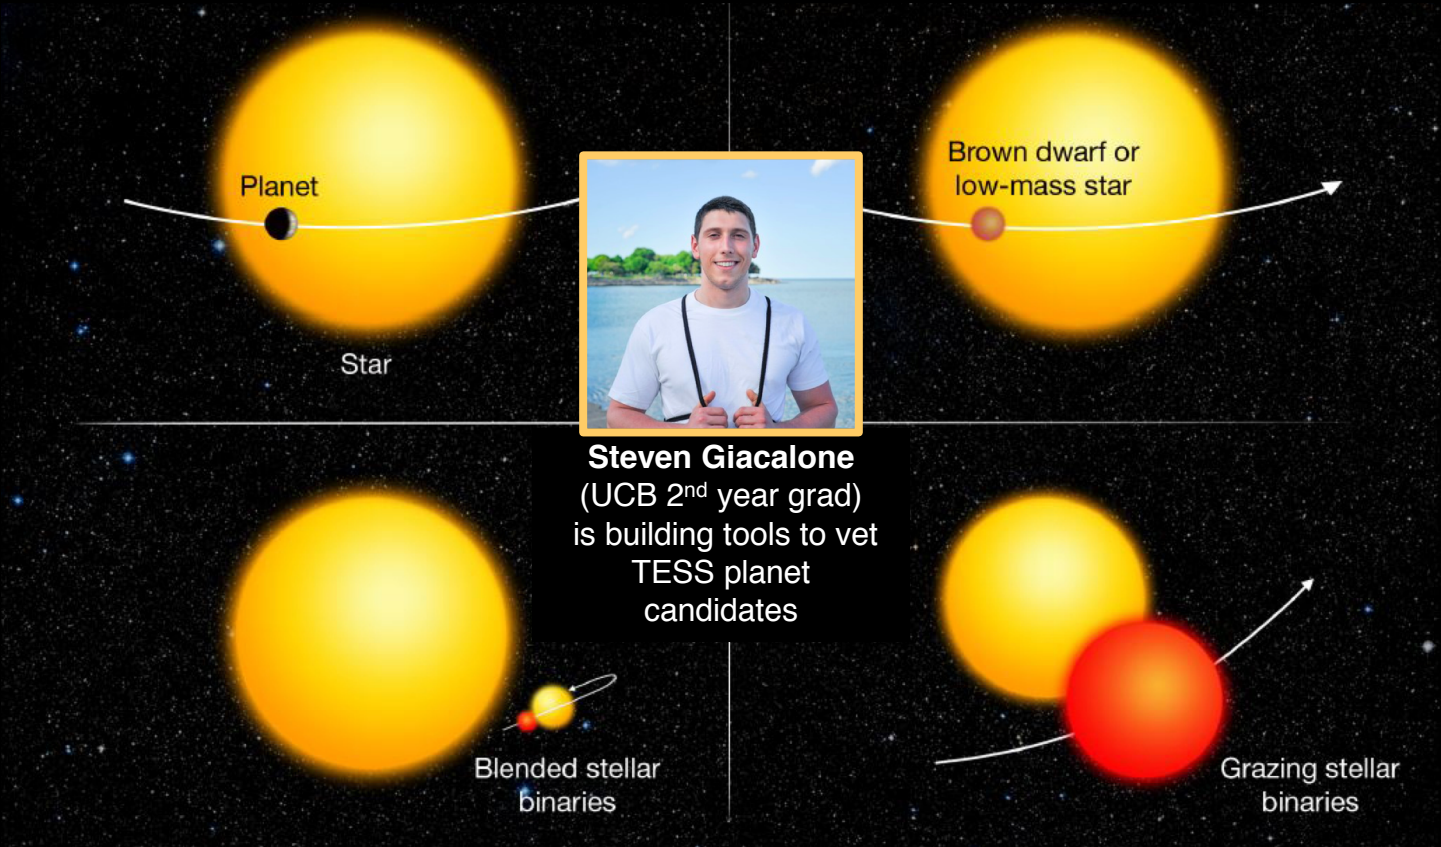 Planet
Star
Brown dwarf or
low-mass star
Steven Giacalone
(UCB 2nd year grad)
is building tools to vet
TESS planet
candidates
Blended stellar
binaries
Grazing stellar
binaries